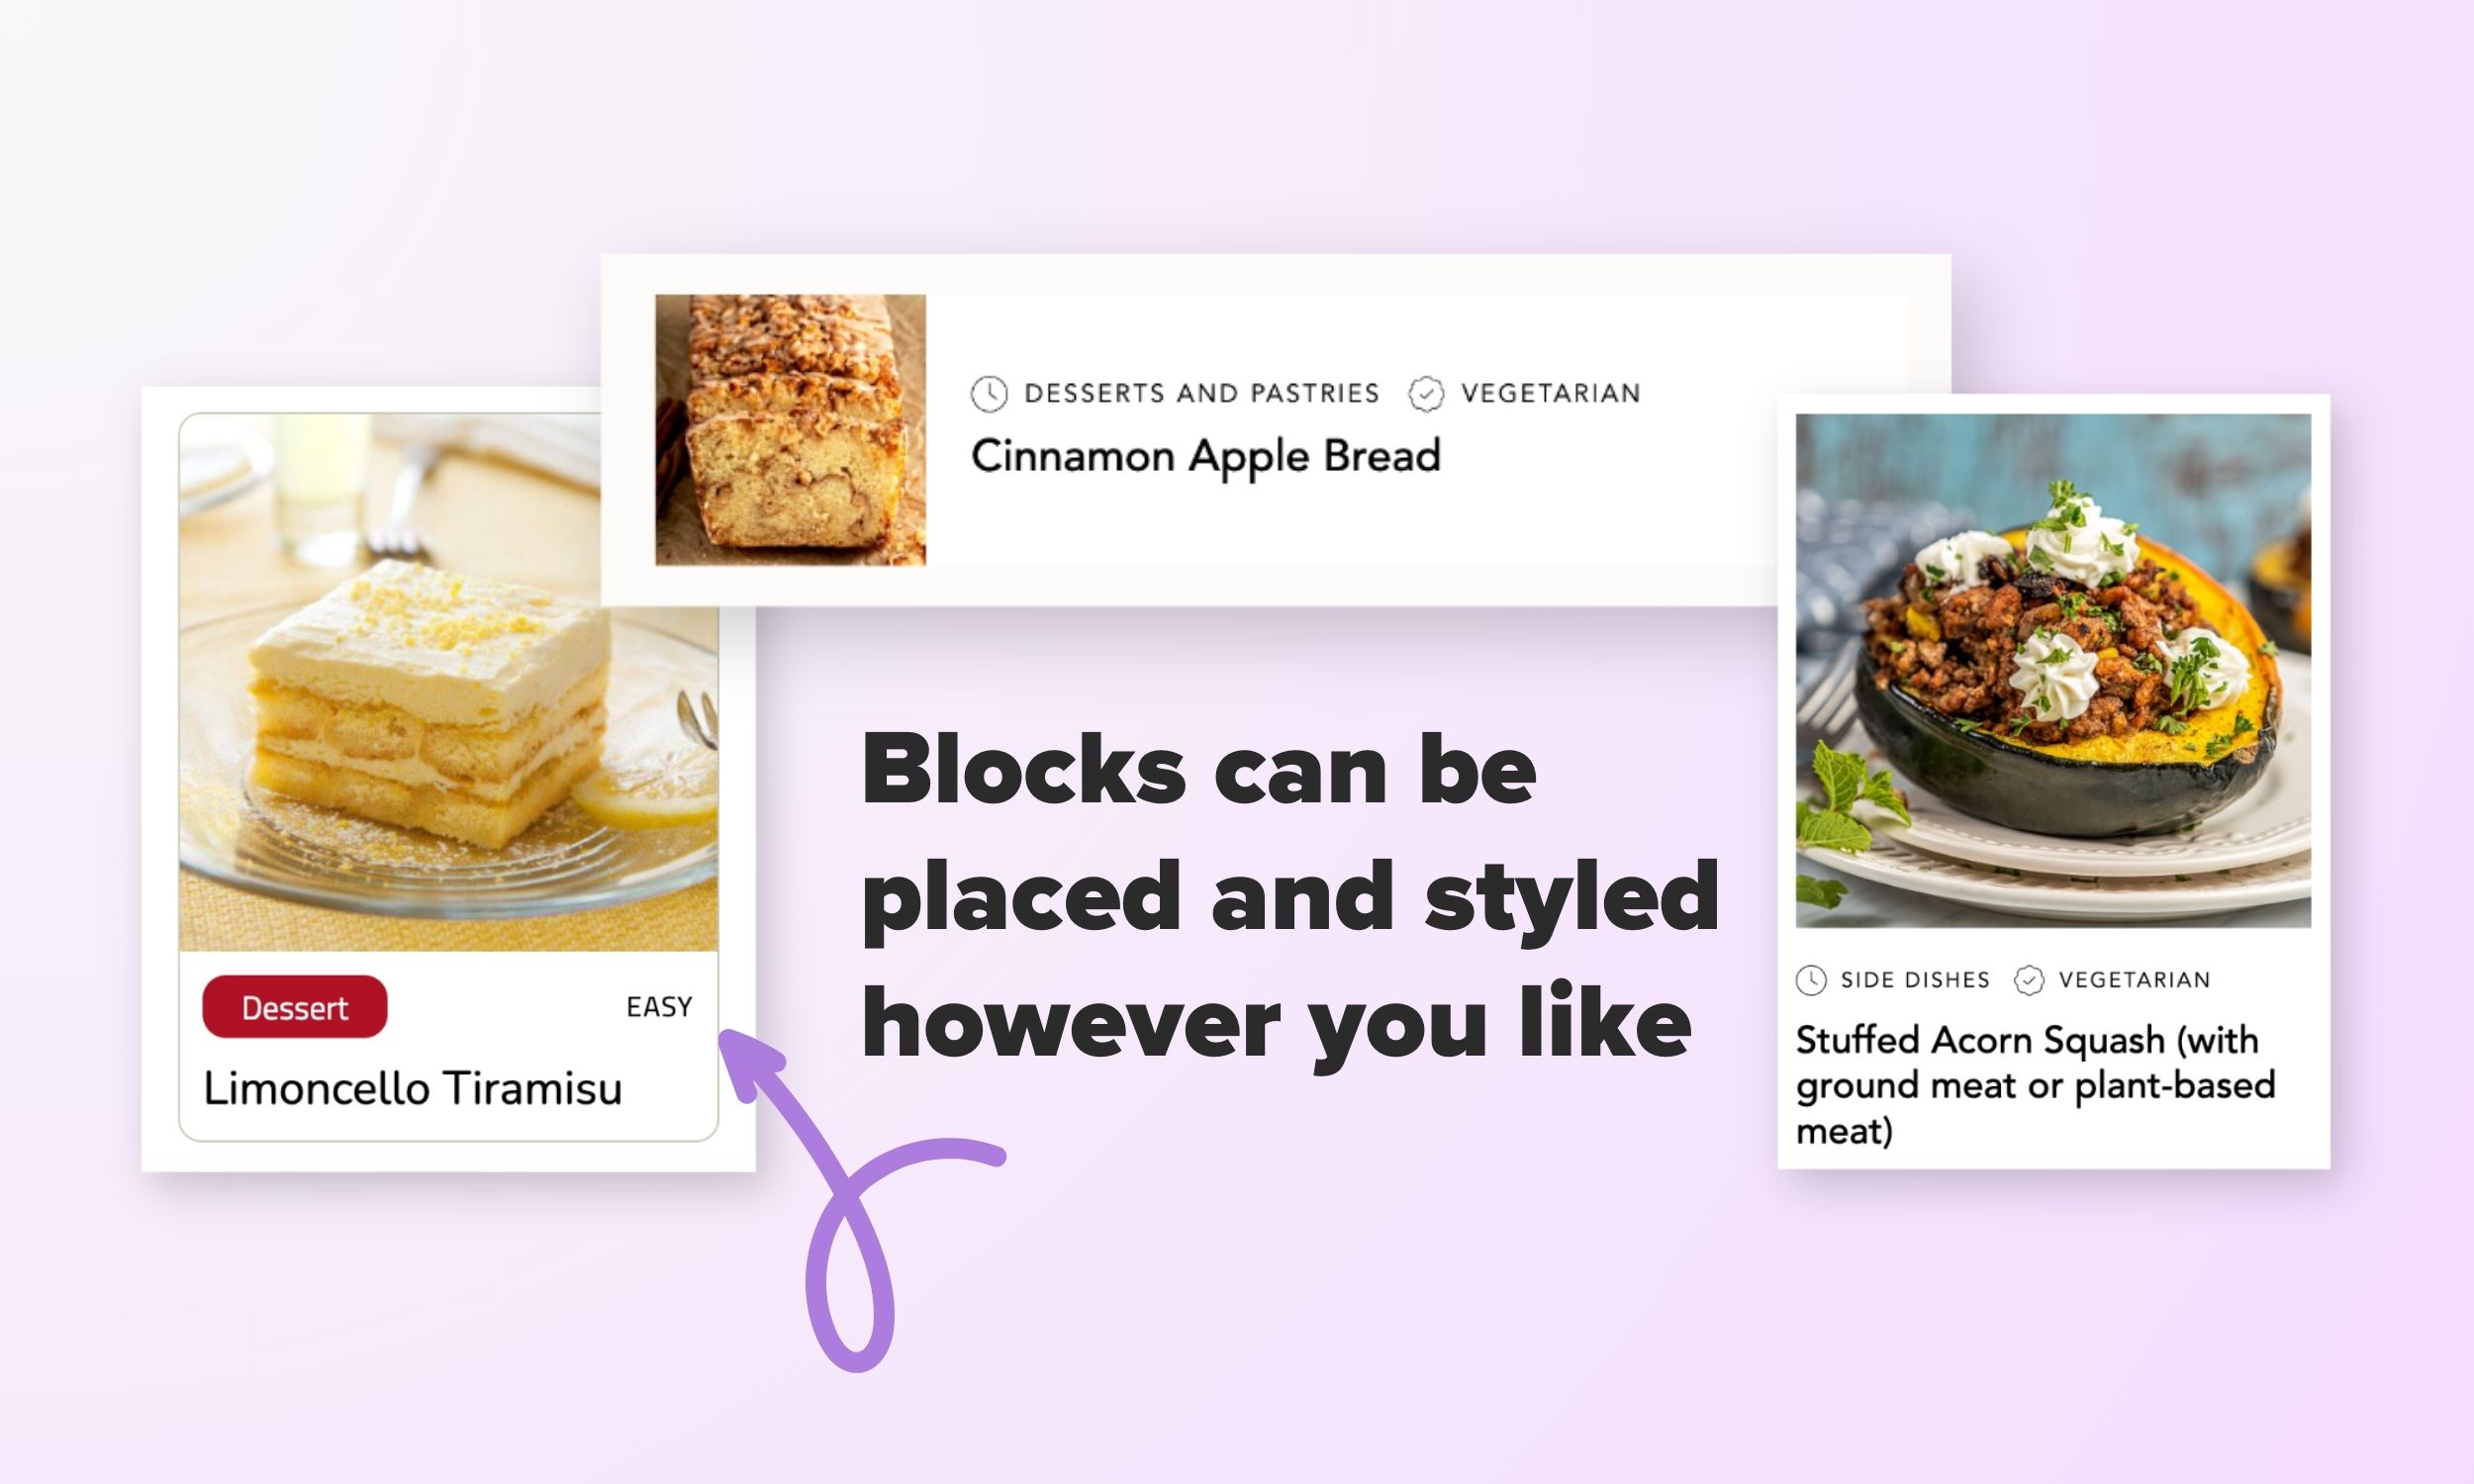 DESSERTS AND PASTRIES VEGETARIAN
Cinnamon Apple Bread
Blocks can be
placed and styled
however you like
Dessert EASY
Limoncello Tiramisu
SIDE DISHES VEGETARIAN
Stuffed Acorn Squash (with
ground meat or plant-based
meat)